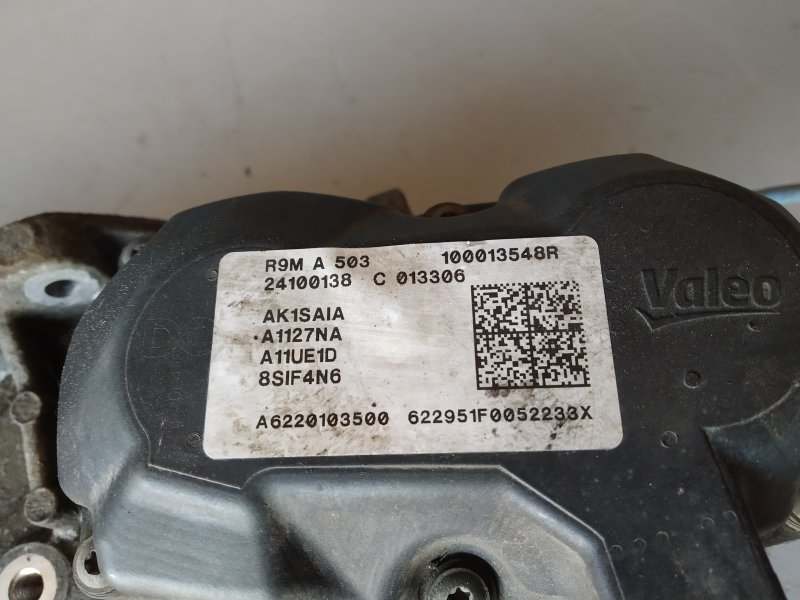 R9M A 503 100013548R
24100138 C 013306
AK1SAIA
A1127NA
A11UE1D
8SIF4N6
A6220103500 622951F0052233X
Valeo